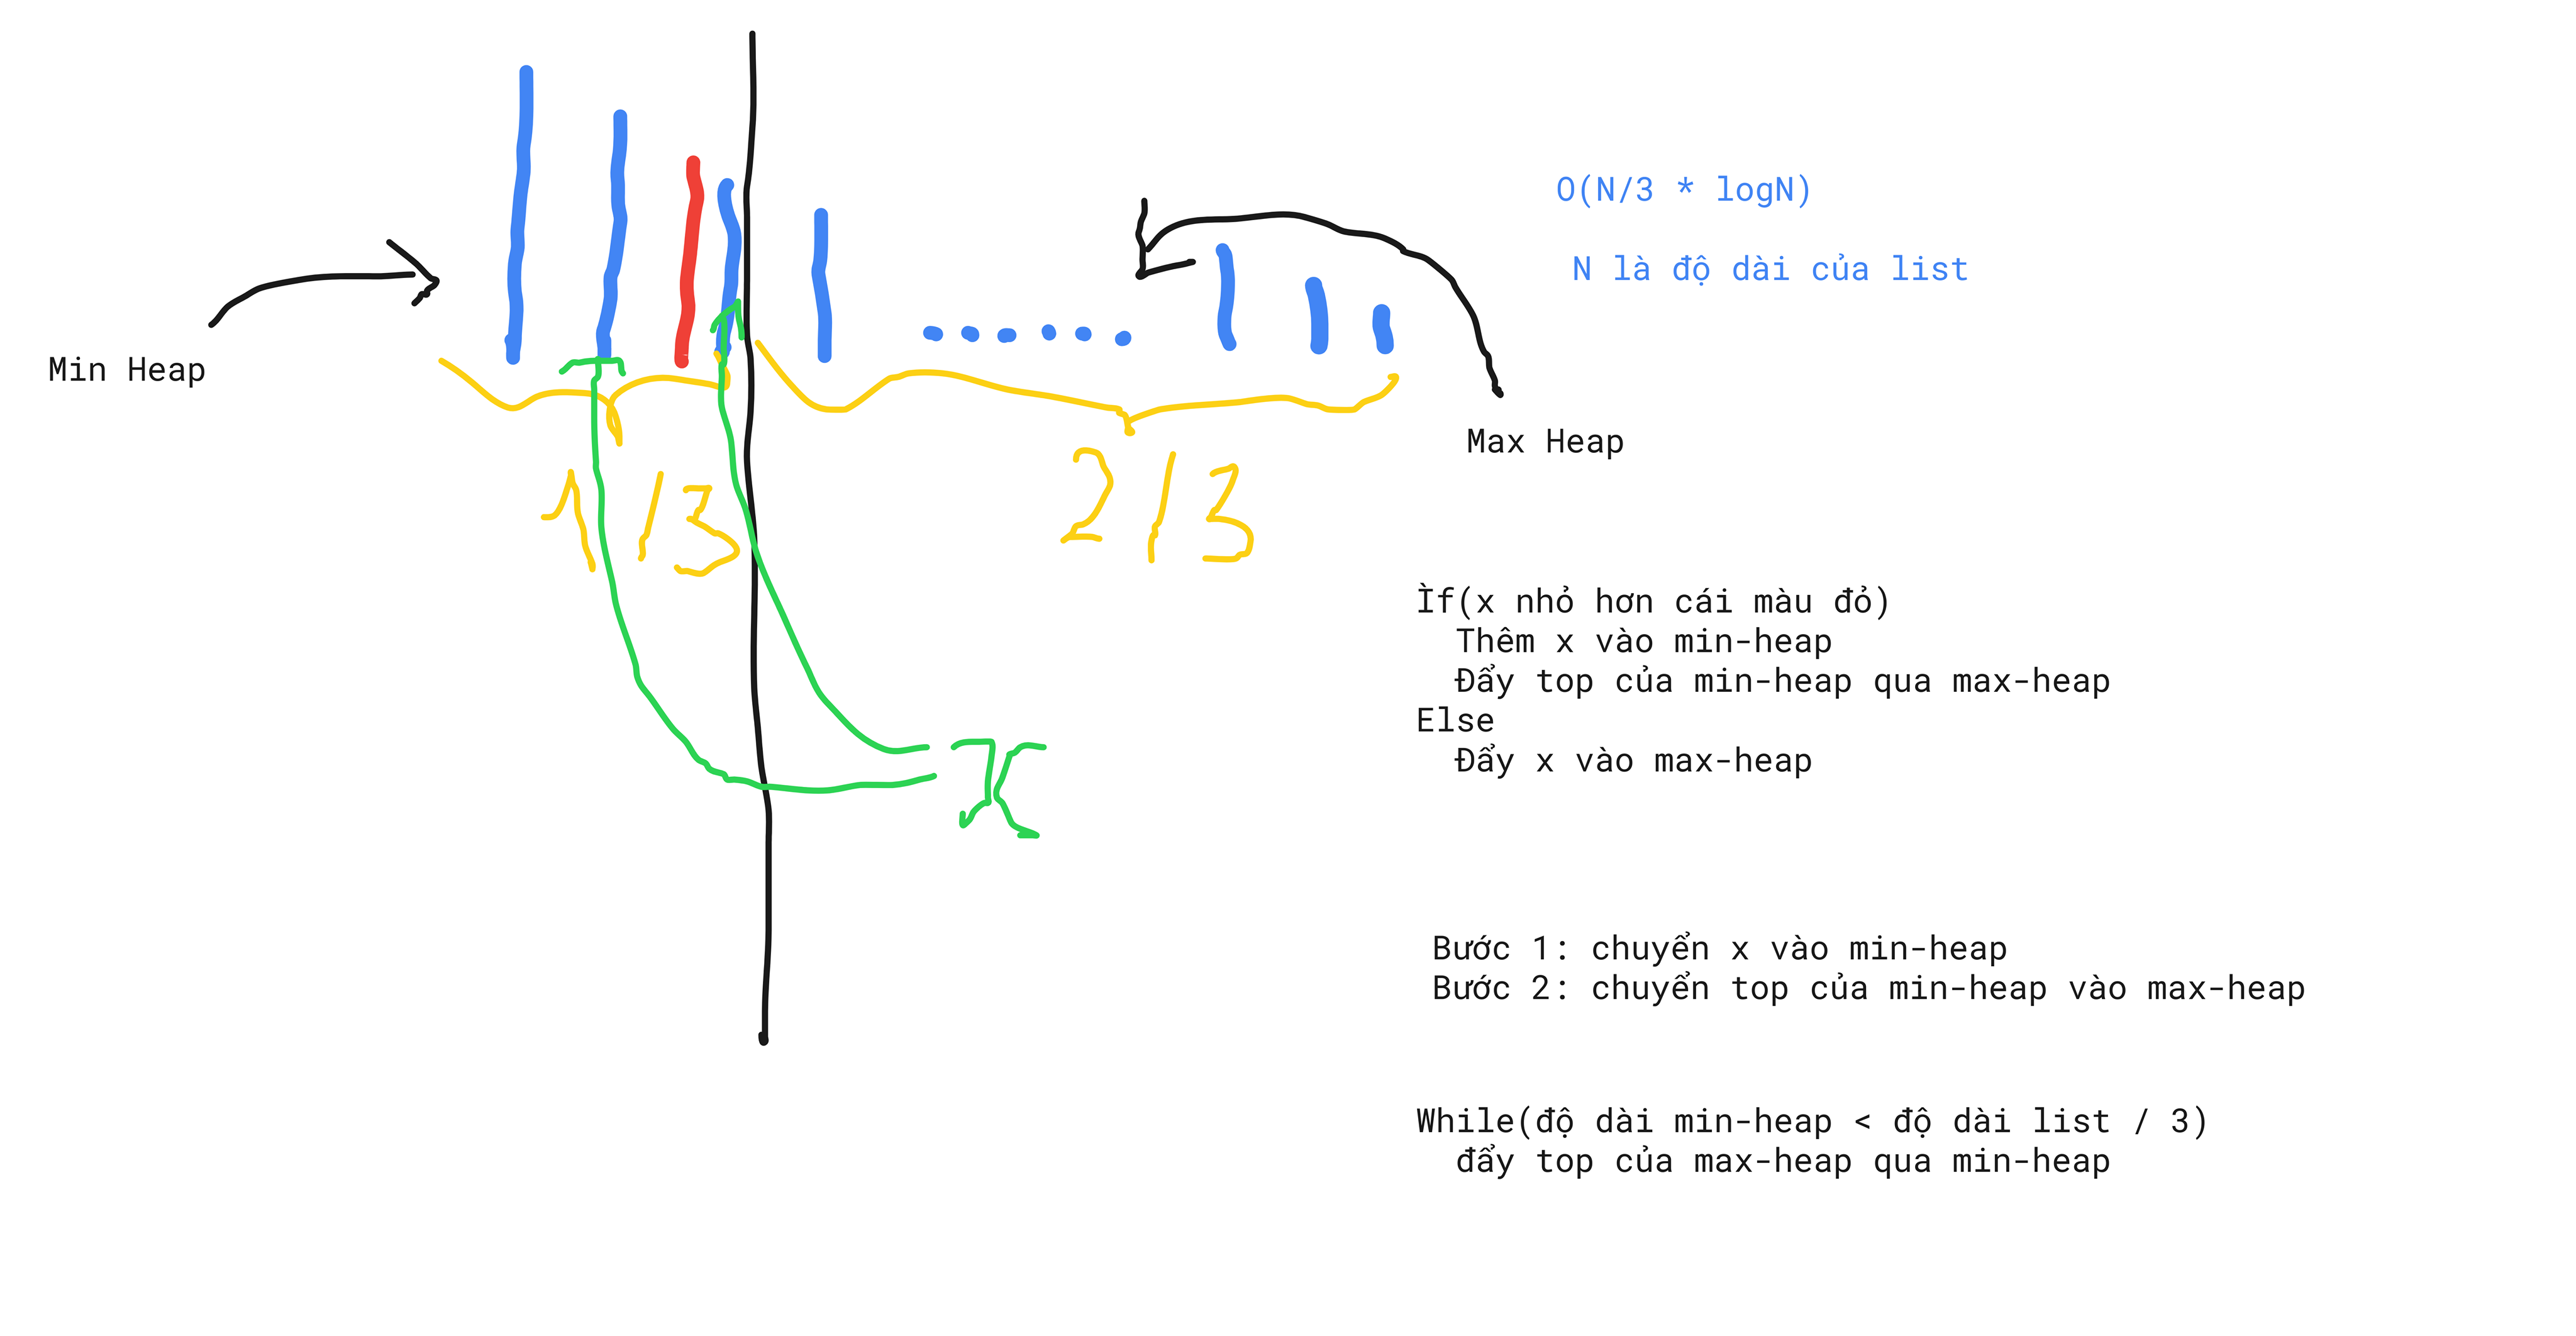 O(N/3 * logN)
N là độ dài của list
Min Heap
Max Heap
1/3
2/3
x
Ìf(x nhỏ hơn cái màu đỏ)
Thêm x vào min-heap
Đẩy top của min-heap qua max-heap
Else
Đẩy x vào max-heap
Bước 1: chuyển x vào min-heap
Bước 2: chuyển top của min-heap vào max-heap
While(độ dài min-heap < độ dài list / 3)
đẩy top của max-heap qua min-heap